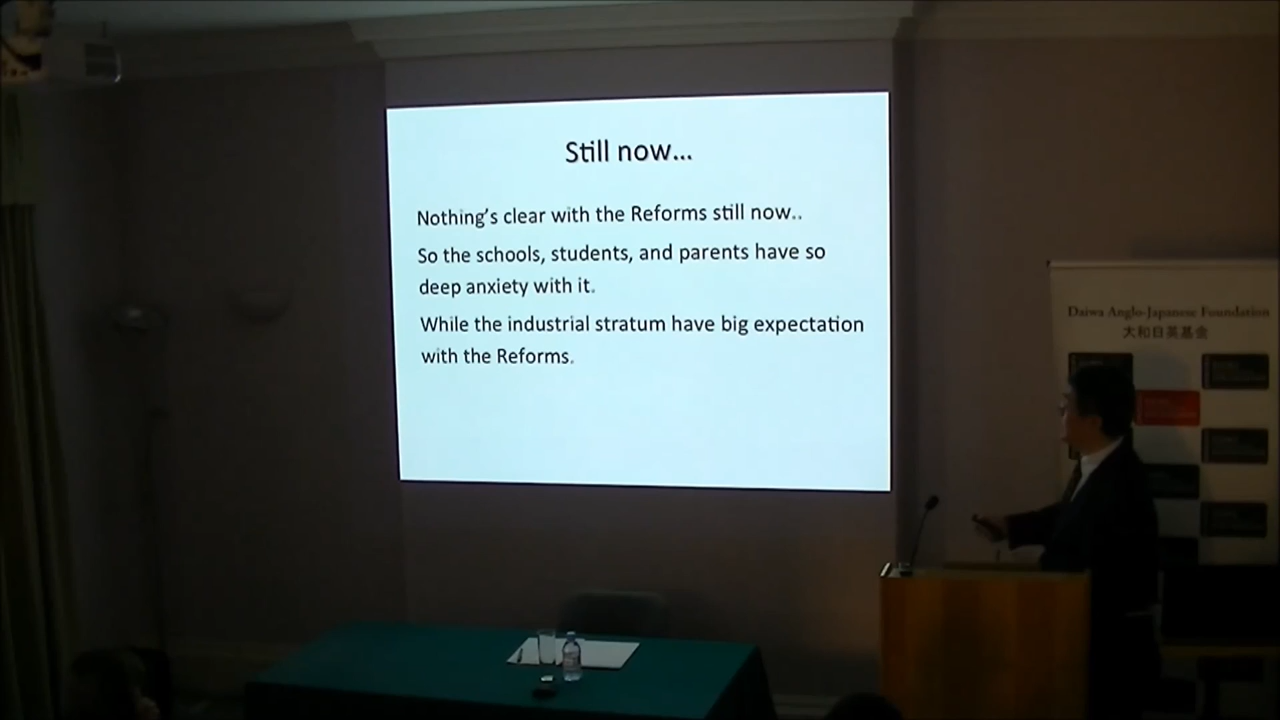 Still now...
Nothing's clear with the Reforms still now..
So the schools, students, and parents have so
deep anxiety with it.
While the industrial stratum have big expectation
with the Reforms.
Daiwa Anglo-Japanese Foundation
大和日英基金